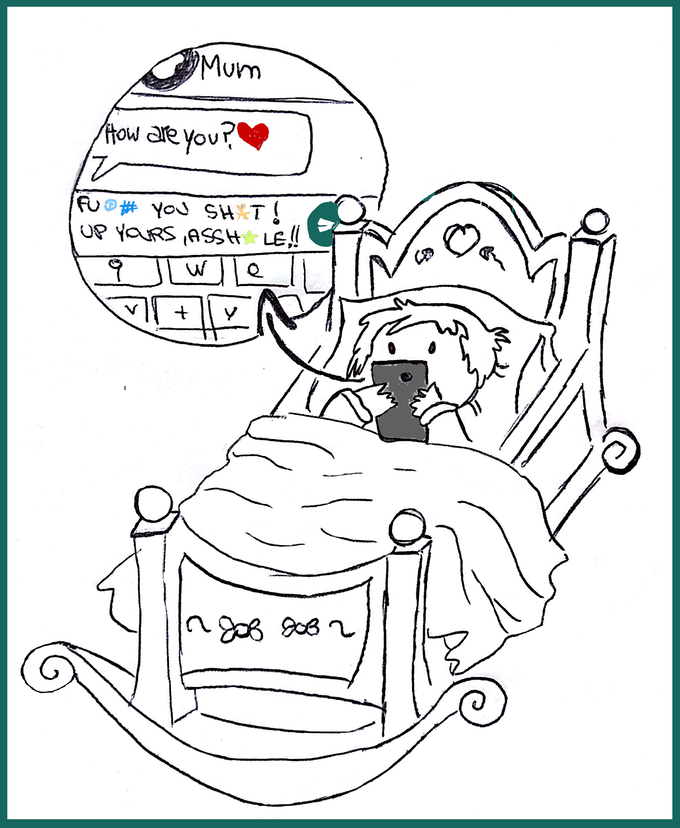 Mum
How are you? ❤
FU@# YOU SH*T!
UP YOURS, ASSH*LE!!
q W e
V + v